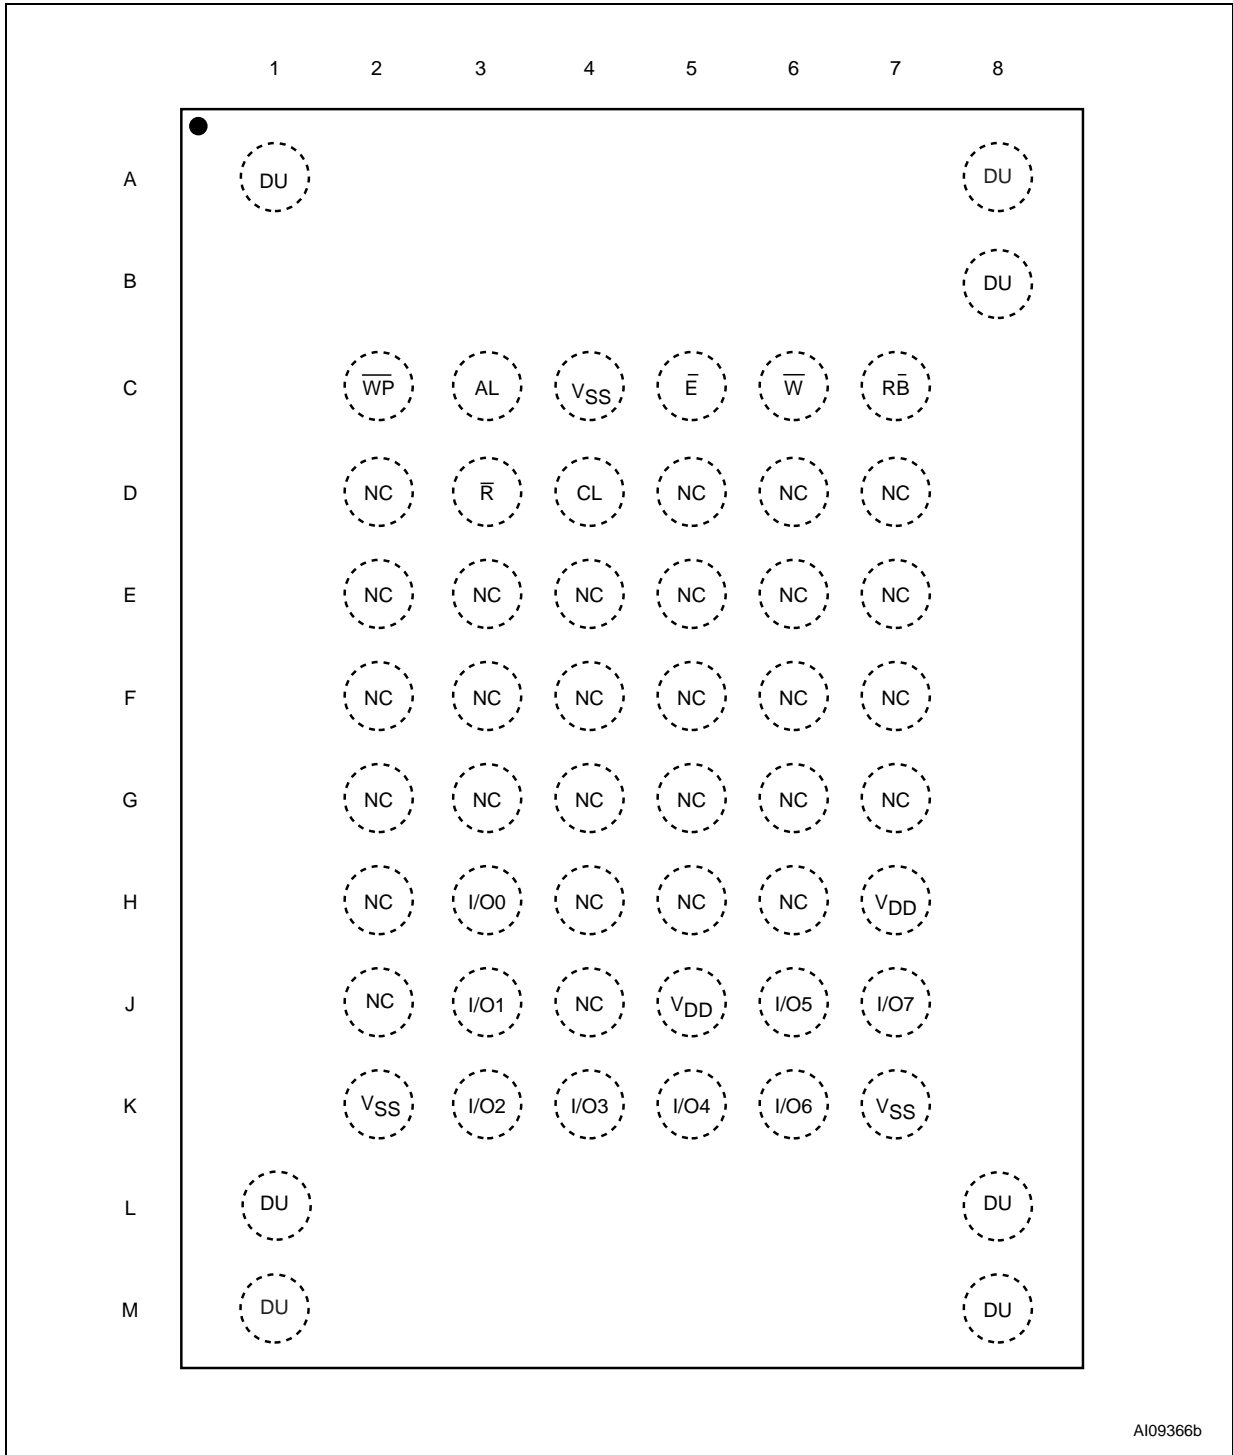 1 2 3 4 5 6 7 8
A DU DU
B DU
C W̅P̅ AL VSS E̅ W̅ RB̅
D NC R̅ CL NC NC NC
E NC NC NC NC NC NC
F NC NC NC NC NC NC
G NC NC NC NC NC NC
H NC I/O0 NC NC NC VDD
J NC I/O1 NC VDD I/O5 I/O7
K VSS I/O2 I/O3 I/O4 I/O6 VSS
L DU DU
M DU DU
AI09366b